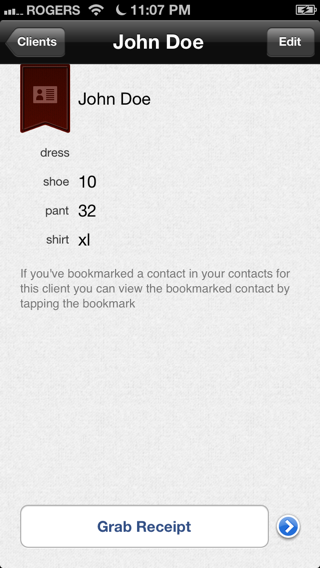 ROGERS 11:07 PM
Clients John Doe Edit
John Doe
dress
shoe 10
pant 32
shirt xl
If you've bookmarked a contact in your contacts for
this client you can view the bookmarked contact by
tapping the bookmark
Grab Receipt